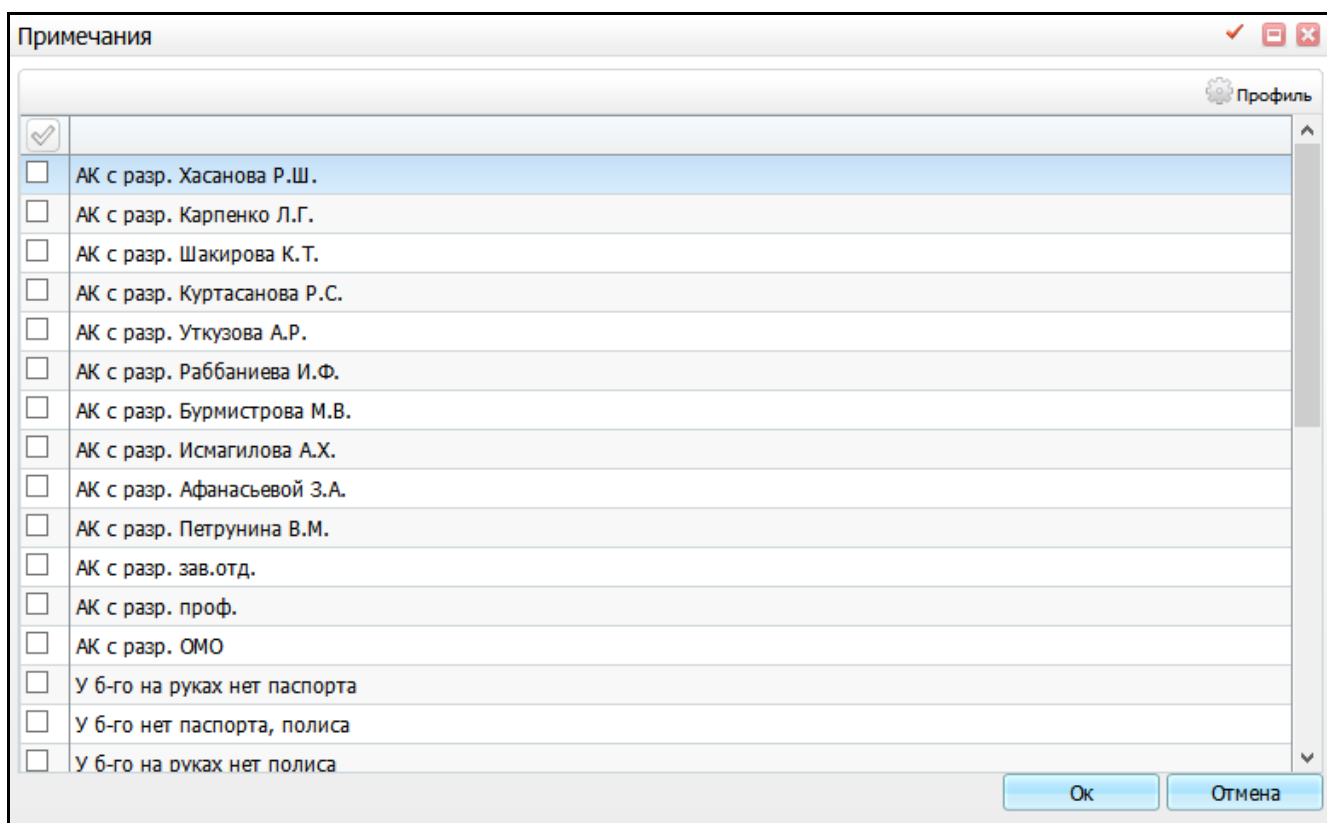 Примечания
Профиль
АК с разр. Хасанова Р.Ш.
АК с разр. Карпенко Л.Г.
АК с разр. Шакирова К.Т.
АК с разр. Куртасанова Р.С.
АК с разр. Уткузова А.Р.
АК с разр. Раббаниева И.Ф.
АК с разр. Бурмистрова М.В.
АК с разр. Исмагилова А.Х.
АК с разр. Афанасьевой З.А.
АК с разр. Петрунина В.М.
АК с разр. зав.отд.
АК с разр. проф.
АК с разр. ОМО
У б-го на руках нет паспорта
У б-го нет паспорта, полиса
У б-го на руках нет полиса
Ок Отмена